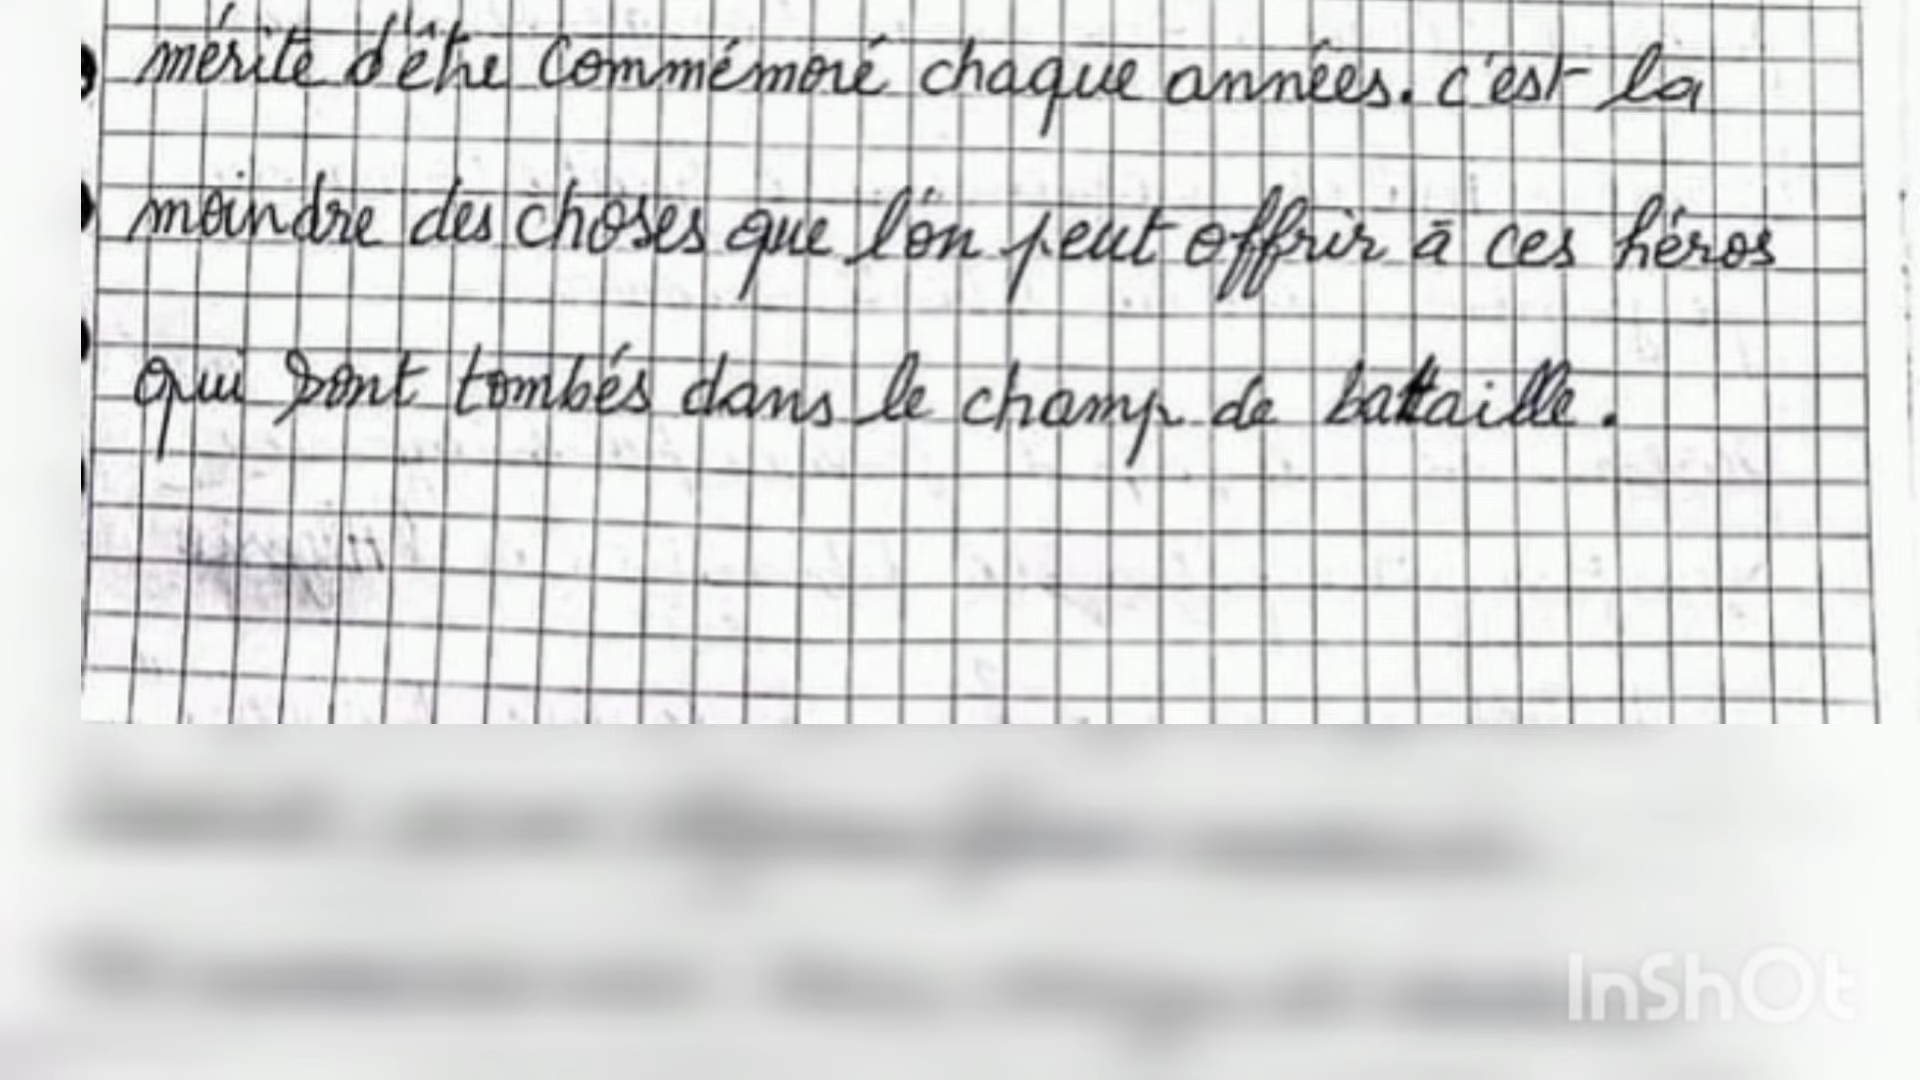 mérite d'être commémoré chaque années. c'est la
moindre des choses que l'on peut offrir à ces héros
qui sont tombés dans le champ de bataille.
InShOt